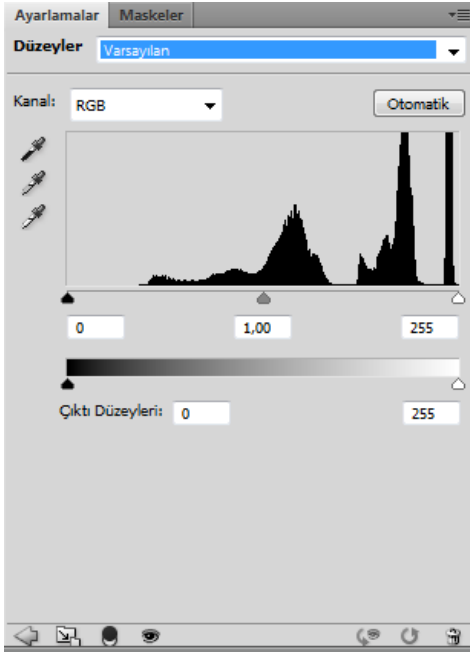 Ayarlamalar Maskeler
Düzeyler Varsayılan
Kanal: RGB Otomatik
0 1,00 255
Çıktı Düzeyleri: 0 255